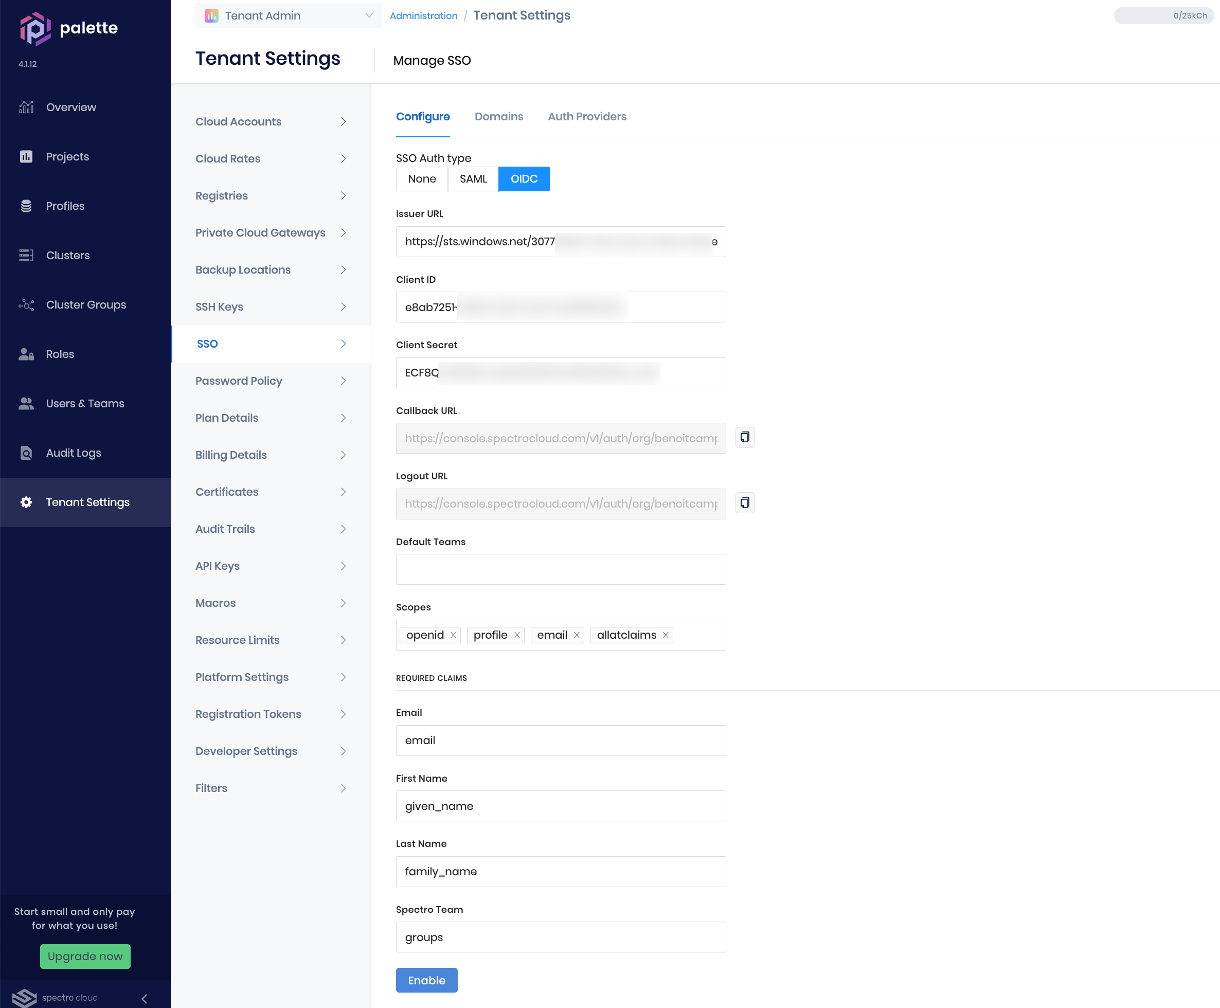 palette
4.1.12
Overview
Projects
Profiles
Clusters
Cluster Groups
Roles
Users & Teams
Audit Logs
Tenant Settings
Start small and only pay
for what you use!
Upgrade now
spectro cloud
Tenant Admin
Administration / Tenant Settings
0/25kCh
Tenant Settings
Manage SSO
Cloud Accounts
Cloud Rates
Registries
Private Cloud Gateways
Backup Locations
SSH Keys
SSO
Password Policy
Plan Details
Billing Details
Certificates
Audit Trails
API Keys
Macros
Resource Limits
Platform Settings
Registration Tokens
Developer Settings
Filters
Configure Domains Auth Providers
SSO Auth type
None SAML OIDC
Issuer URL
https://sts.windows.net/3077 e
Client ID
e8ab7251-
Client Secret
ECF8Q
Callback URL
https://console.spectrocloud.com/v1/auth/org/benoitcamp
Logout URL
https://console.spectrocloud.com/v1/auth/org/benoitcamp
Default Teams
Scopes
openid × profile × email × allatclaims ×
REQUIRED CLAIMS
Email
email
First Name
given_name
Last Name
family_name
Spectro Team
groups
Enable